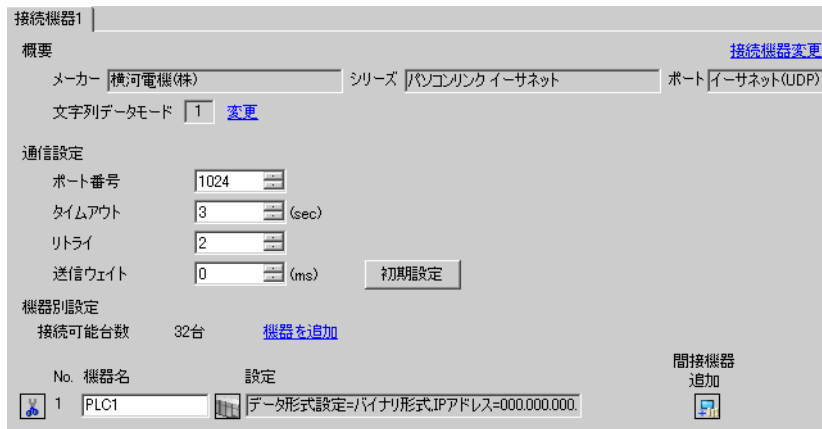 接続機器1
概要 接続機器変更
メーカー 横河電機(株) シリーズ パソコンリンク イーサネット ポート イーサネット(UDP)
文字列データモード 1 変更
通信設定
ポート番号 1024
タイムアウト 3 (sec)
リトライ 2
送信ウェイト 0 (ms) 初期設定
機器別設定
接続可能台数 32台 機器を追加
間接機器
No. 機器名 設定 追加
1 PLC1 データ形式設定=バイナリ形式,IPアドレス=000.000.000.